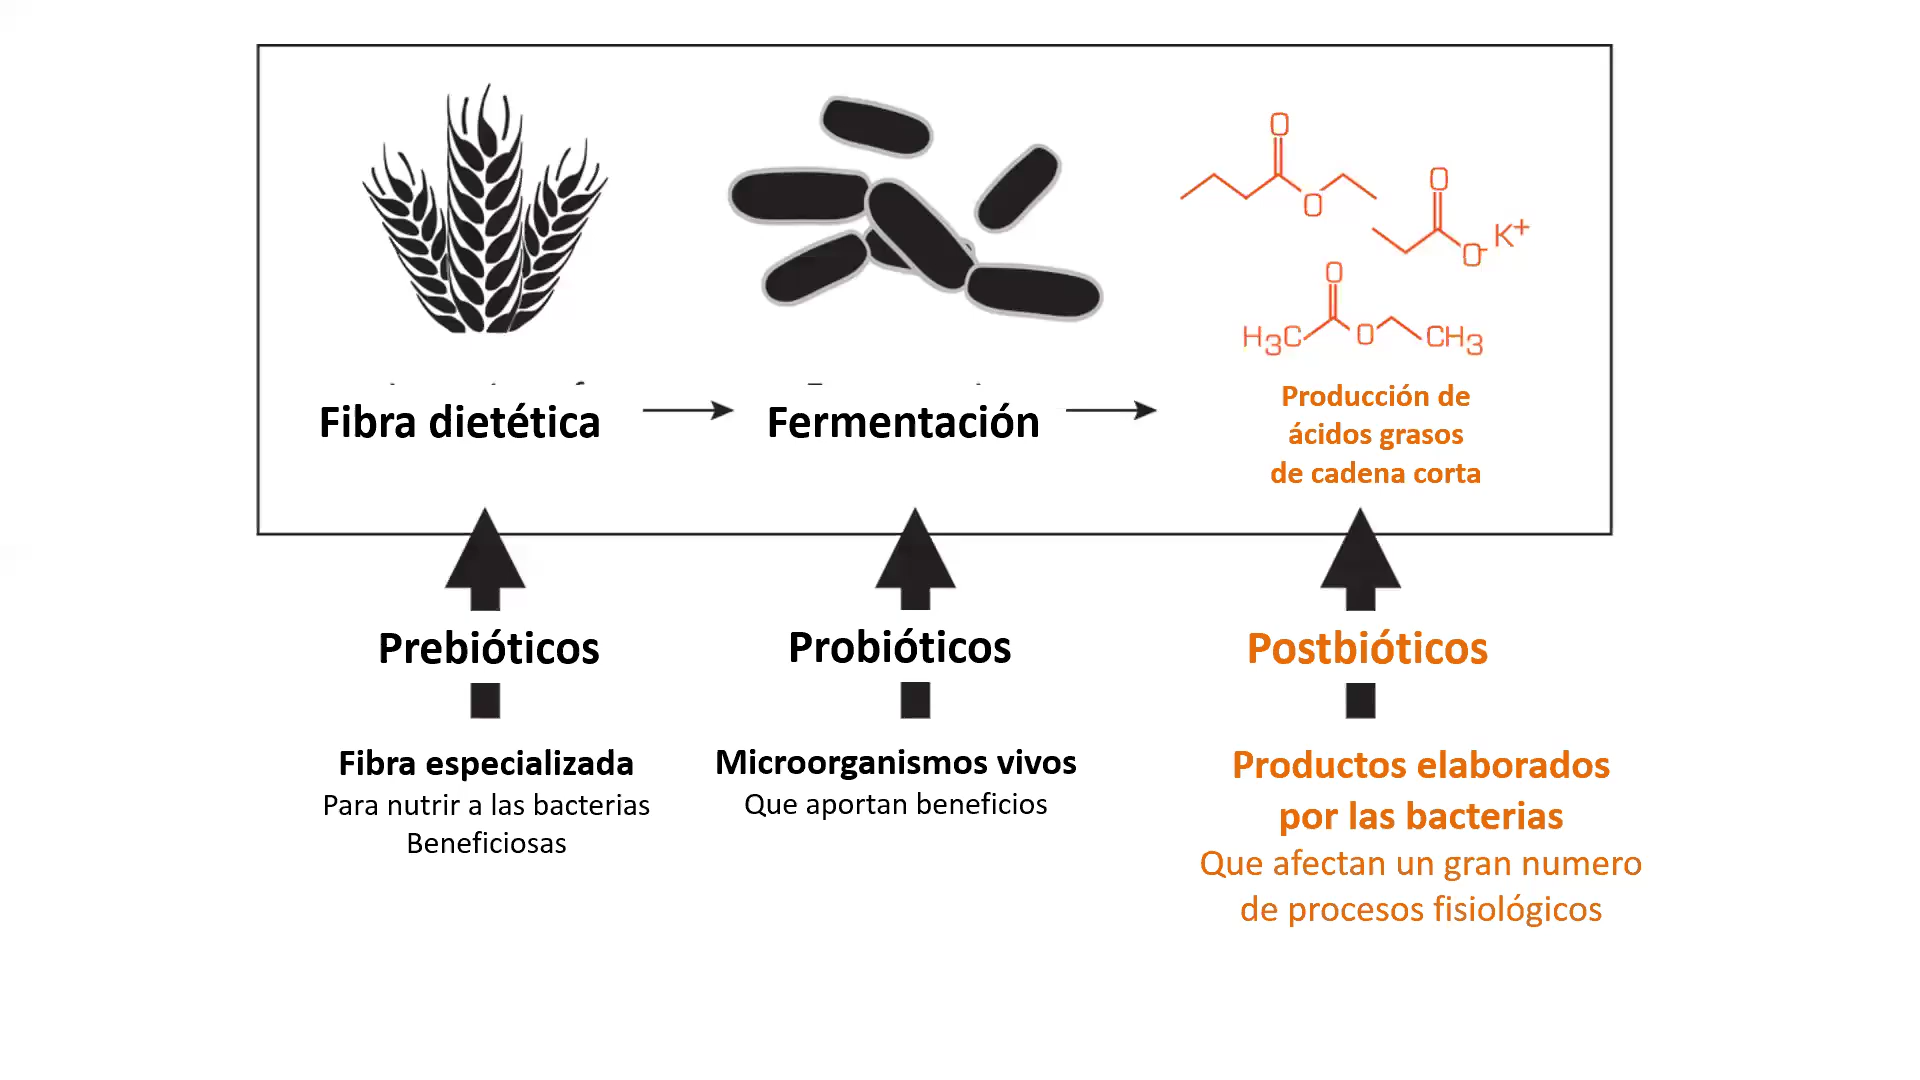 O
O
O
O- K+
O
H3C O CH3
Fibra dietética
Fermentación
Producción de
ácidos grasos
de cadena corta
Prebióticos
Probióticos
Postbióticos
Fibra especializada
Para nutrir a las bacterias
Beneficiosas
Microorganismos vivos
Que aportan beneficios
Productos elaborados
por las bacterias
Que afectan un gran numero
de procesos fisiológicos